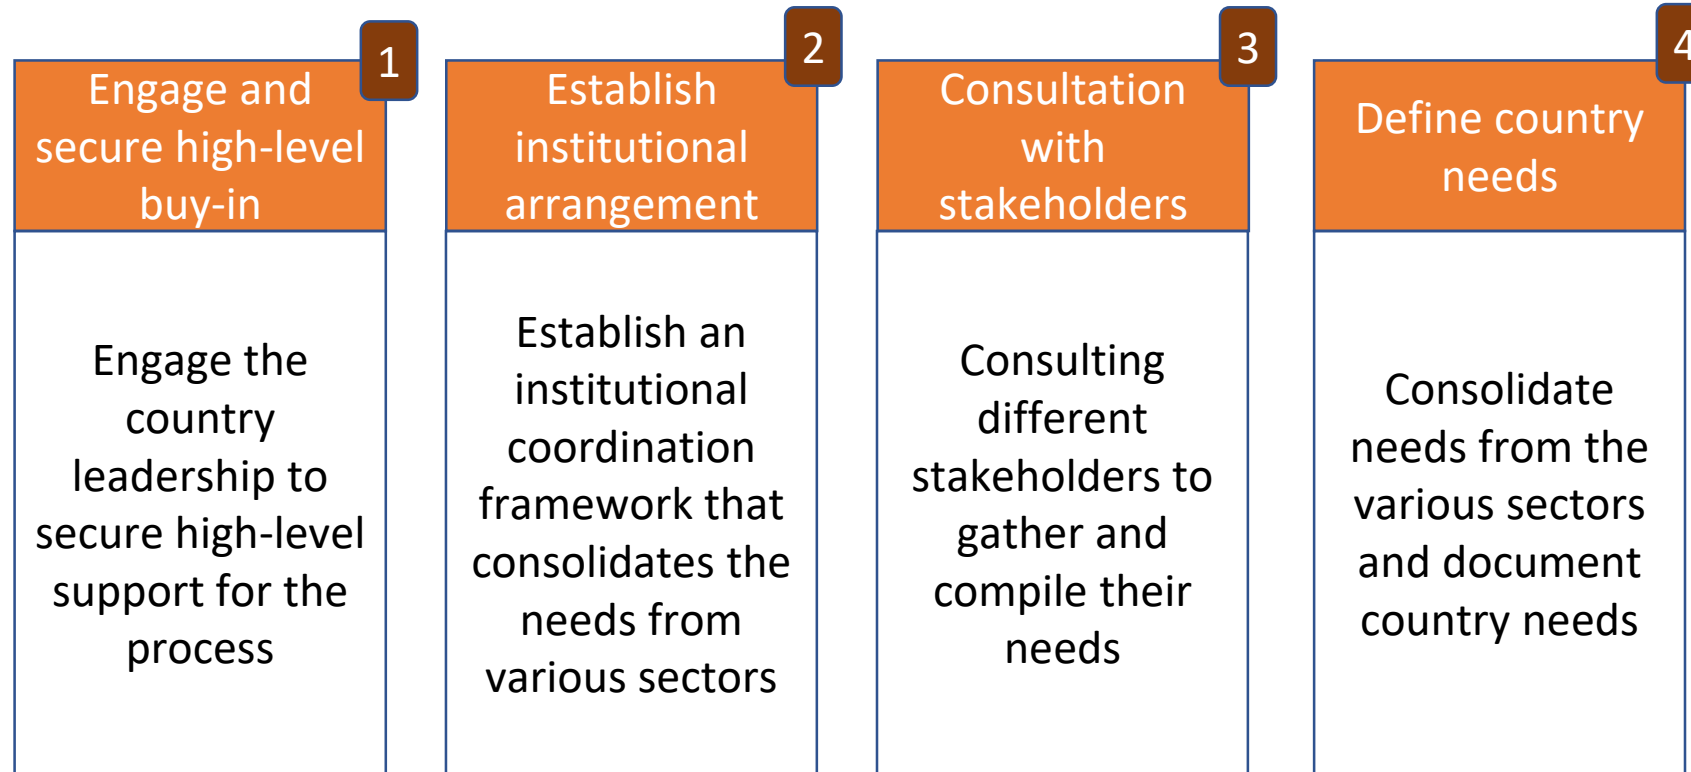 1
Engage and
secure high-level
buy-in
Engage the
country
leadership to
secure high-level
support for the
process
2
Establish
institutional
arrangement
Establish an
institutional
coordination
framework that
consolidates the
needs from
various sectors
3
Consultation
with
stakeholders
Consulting
different
stakeholders to
gather and
compile their
needs
4
Define country
needs
Consolidate
needs from the
various sectors
and document
country needs